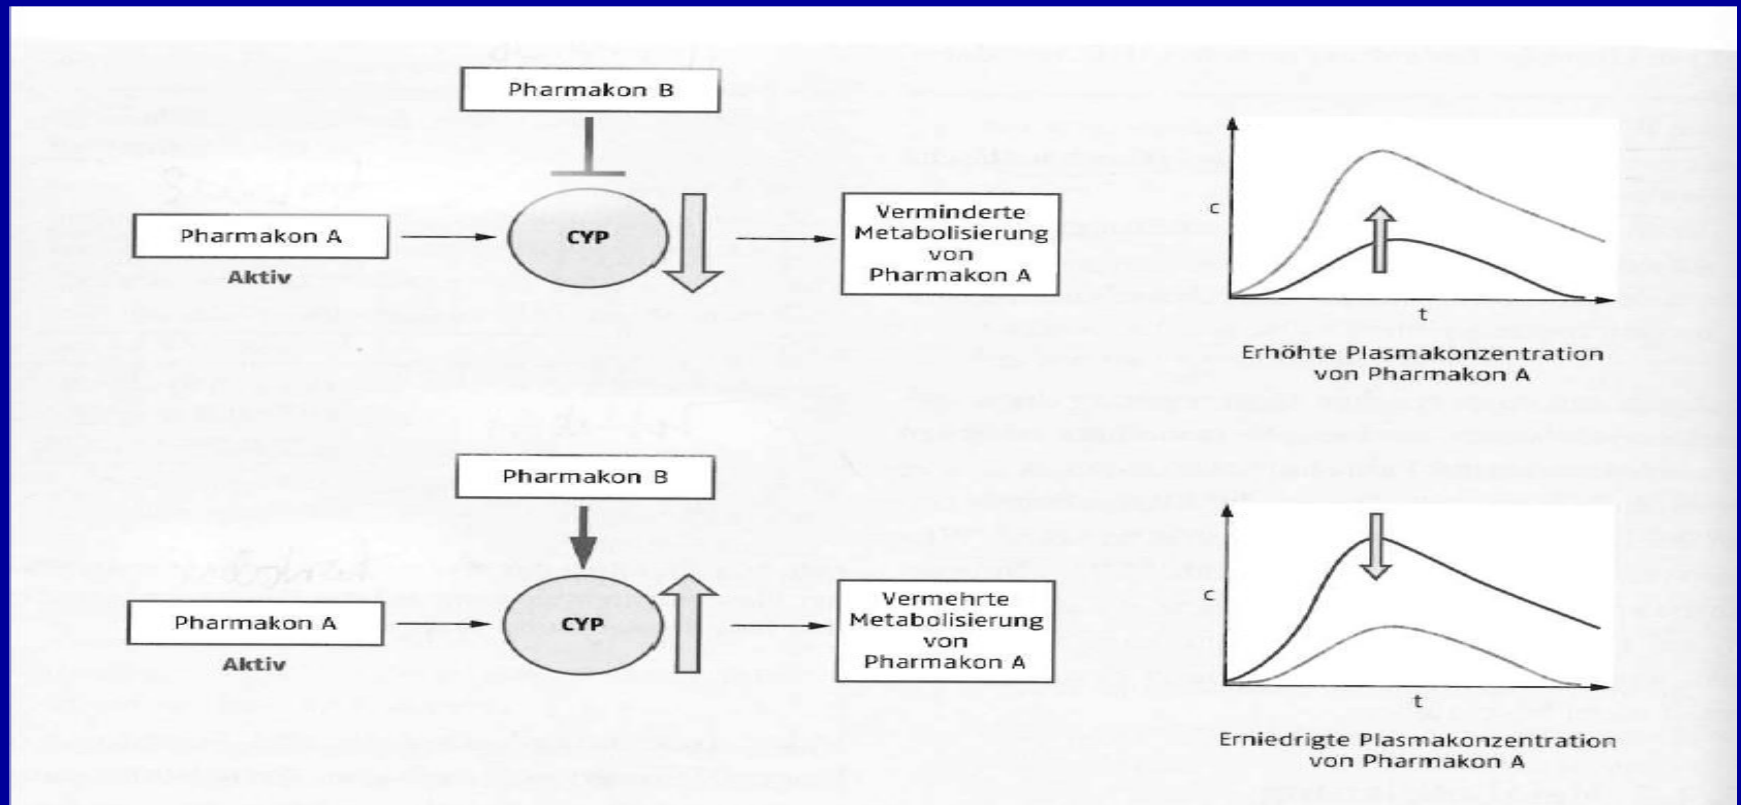 Pharmakon B
Pharmakon A
Aktiv
CYP
Verminderte
Metabolisierung
von
Pharmakon A
c
t
Erhöhte Plasmakonzentration
von Pharmakon A
Pharmakon B
Pharmakon A
Aktiv
CYP
Vermehrte
Metabolisierung
von
Pharmakon A
c
t
Erniedrigte Plasmakonzentration
von Pharmakon A